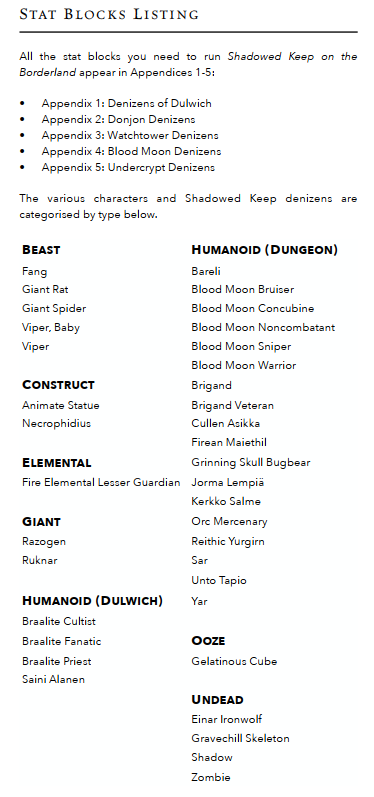 STAT BLOCKS LISTING
All the stat blocks you need to run Shadowed Keep on the
Borderland appear in Appendices 1-5:
• Appendix 1: Denizens of Dulwich
• Appendix 2: Donjon Denizens
• Appendix 3: Watchtower Denizens
• Appendix 4: Blood Moon Denizens
• Appendix 5: Undercrypt Denizens
The various characters and Shadowed Keep denizens are
categorised by type below.
BEAST
Fang
Giant Rat
Giant Spider
Viper, Baby
Viper
CONSTRUCT
Animate Statue
Necrophidius
ELEMENTAL
Fire Elemental Lesser Guardian
GIANT
Razogen
Ruknar
HUMANOID (DULWICH)
Braalite Cultist
Braalite Fanatic
Braalite Priest
Saini Alanen
HUMANOID (DUNGEON)
Bareli
Blood Moon Bruiser
Blood Moon Concubine
Blood Moon Noncombatant
Blood Moon Sniper
Blood Moon Warrior
Brigand
Brigand Veteran
Cullen Asikka
Firean Maiethil
Grinning Skull Bugbear
Jorma Lempiä
Kerkko Salme
Orc Mercenary
Reithic Yurgirn
Sar
Unto Tapio
Yar
OOZE
Gelatinous Cube
UNDEAD
Einar Ironwolf
Gravechill Skeleton
Shadow
Zombie